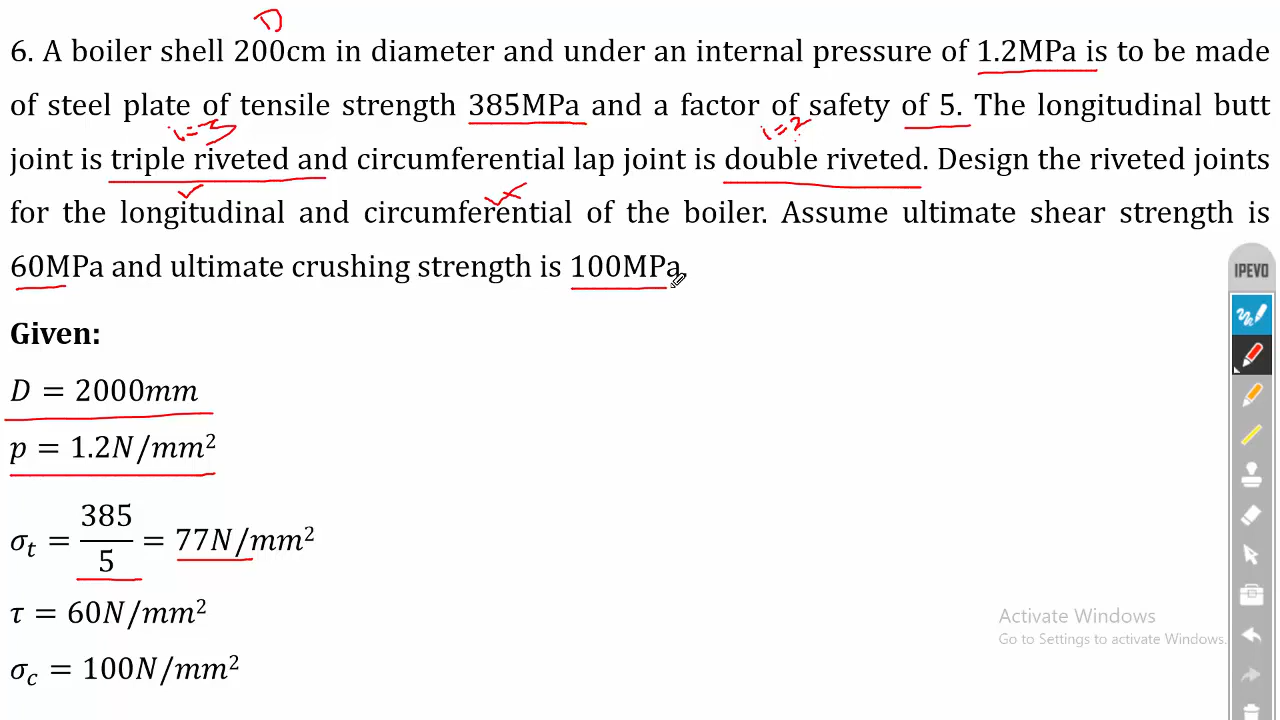 D
6. A boiler shell 200cm in diameter and under an internal pressure of 1.2MPa is to be made
of steel plate of tensile strength 385MPa and a factor of safety of 5. The longitudinal butt
i=3 i=2
joint is triple riveted and circumferential lap joint is double riveted. Design the riveted joints
for the longitudinal and circumferential of the boiler. Assume ultimate shear strength is
60MPa and ultimate crushing strength is 100MPa.
IPEVO
Given:
D = 2000mm
p = 1.2N/mm²
σt = 385/5 = 77N/mm²
τ = 60N/mm²
Activate Windows
Go to Settings to activate Windows.
σc = 100N/mm²